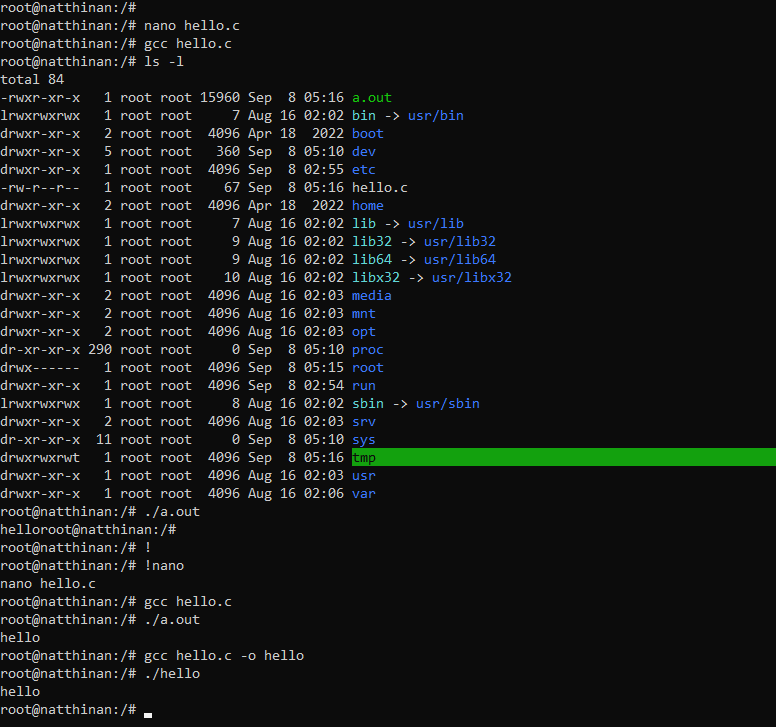 root@natthinan:/#
root@natthinan:/# nano hello.c
root@natthinan:/# gcc hello.c
root@natthinan:/# ls -l
total 84
-rwxr-xr-x   1 root root 15960 Sep  8 05:16 a.out
lrwxrwxrwx   1 root root     7 Aug 16 02:02 bin -> usr/bin
drwxr-xr-x   2 root root  4096 Apr 18  2022 boot
drwxr-xr-x   5 root root   360 Sep  8 05:10 dev
drwxr-xr-x   1 root root  4096 Sep  8 02:55 etc
-rw-r--r--   1 root root    67 Sep  8 05:16 hello.c
drwxr-xr-x   2 root root  4096 Apr 18  2022 home
lrwxrwxrwx   1 root root     7 Aug 16 02:02 lib -> usr/lib
lrwxrwxrwx   1 root root     9 Aug 16 02:02 lib32 -> usr/lib32
lrwxrwxrwx   1 root root     9 Aug 16 02:02 lib64 -> usr/lib64
lrwxrwxrwx   1 root root    10 Aug 16 02:02 libx32 -> usr/libx32
drwxr-xr-x   2 root root  4096 Aug 16 02:03 media
drwxr-xr-x   2 root root  4096 Aug 16 02:03 mnt
drwxr-xr-x   2 root root  4096 Aug 16 02:03 opt
dr-xr-xr-x 290 root root     0 Sep  8 05:10 proc
drwx------   1 root root  4096 Sep  8 05:15 root
drwxr-xr-x   1 root root  4096 Sep  8 02:54 run
lrwxrwxrwx   1 root root     8 Aug 16 02:02 sbin -> usr/sbin
drwxr-xr-x   2 root root  4096 Aug 16 02:03 srv
dr-xr-xr-x  11 root root     0 Sep  8 05:10 sys
drwxrwxrwt   1 root root  4096 Sep  8 05:16 tmp
drwxr-xr-x   1 root root  4096 Aug 16 02:03 usr
drwxr-xr-x   1 root root  4096 Aug 16 02:06 var
root@natthinan:/# ./a.out
helloroot@natthinan:/#
root@natthinan:/# !
root@natthinan:/# !nano
nano hello.c
root@natthinan:/# gcc hello.c
root@natthinan:/# ./a.out
hello
root@natthinan:/# gcc hello.c -o hello
root@natthinan:/# ./hello
hello
root@natthinan:/#